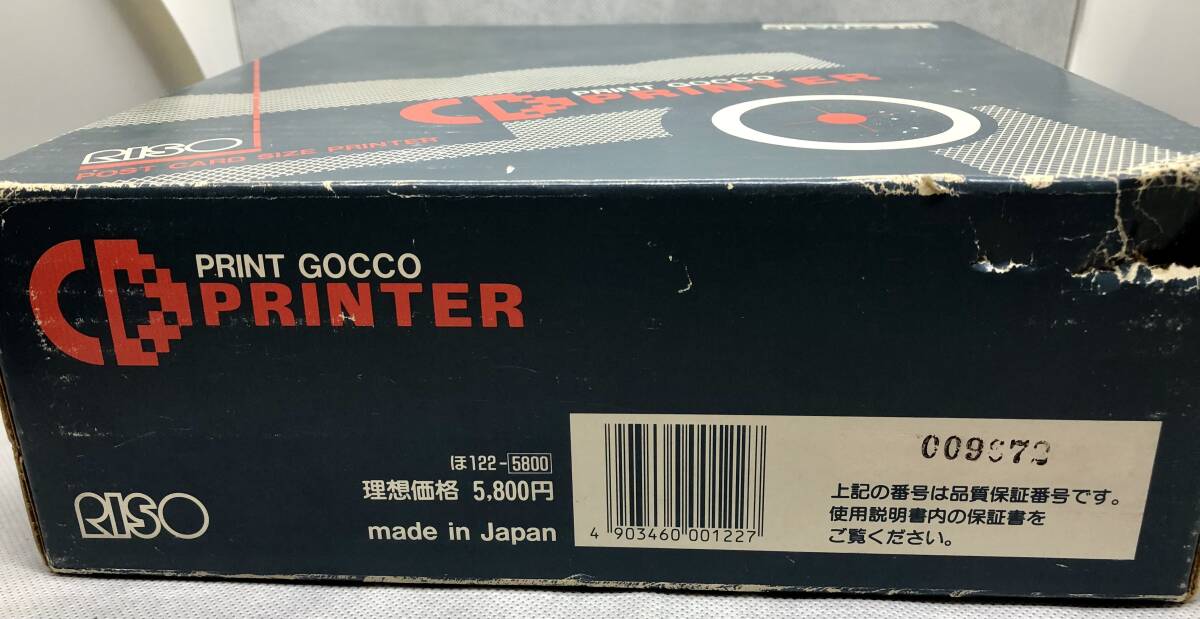 PRINT GOCCO
PRINTER
RISO
POST CARD SIZE PRINTER
PRINT GOCCO
PRINTER
ほ122-5800
理想価格 5,800円
RISO
made in Japan
4 903460 001227
上記の番号は品質保証番号です。
使用説明書内の保証書を
ご覧ください。